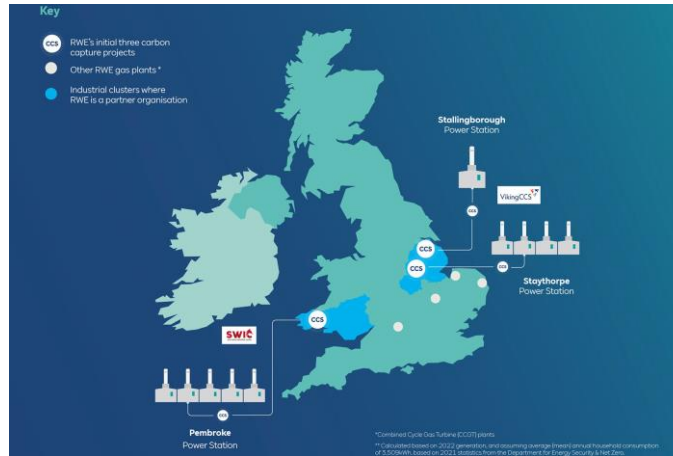 Key
CCS
RWE's initial three carbon
capture projects
Other RWE gas plants *
Industrial clusters where
RWE is a partner organisation
Stallingborough
Power Station
VikingCCS
CCS
CCS
CCS
CCS
Staythorpe
Power Station
CCS
SWIC
CCS
Pembroke
Power Station
*Combined Cycle Gas Turbine (CCGT) plants
** Calculated based on 2022 generation, and assuming average (mean) annual household consumption
of 3,509kWh, based on 2021 statistics from the Department for Energy Security & Net Zero.